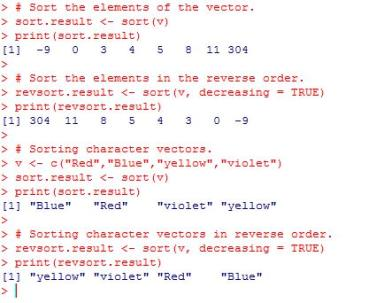 > # Sort the elements of the vector.
> sort.result <- sort(v)
> print(sort.result)
[1]  -9   0   3   4   5   8  11 304
>
> # Sort the elements in the reverse order.
> revsort.result <- sort(v, decreasing = TRUE)
> print(revsort.result)
[1] 304  11   8   5   4   3   0  -9
>
> # Sorting character vectors.
> v <- c("Red","Blue","yellow","violet")
> sort.result <- sort(v)
> print(sort.result)
[1] "Blue"   "Red"    "violet" "yellow"
>
> # Sorting character vectors in reverse order.
> revsort.result <- sort(v, decreasing = TRUE)
> print(revsort.result)
[1] "yellow" "violet" "Red"    "Blue"
>